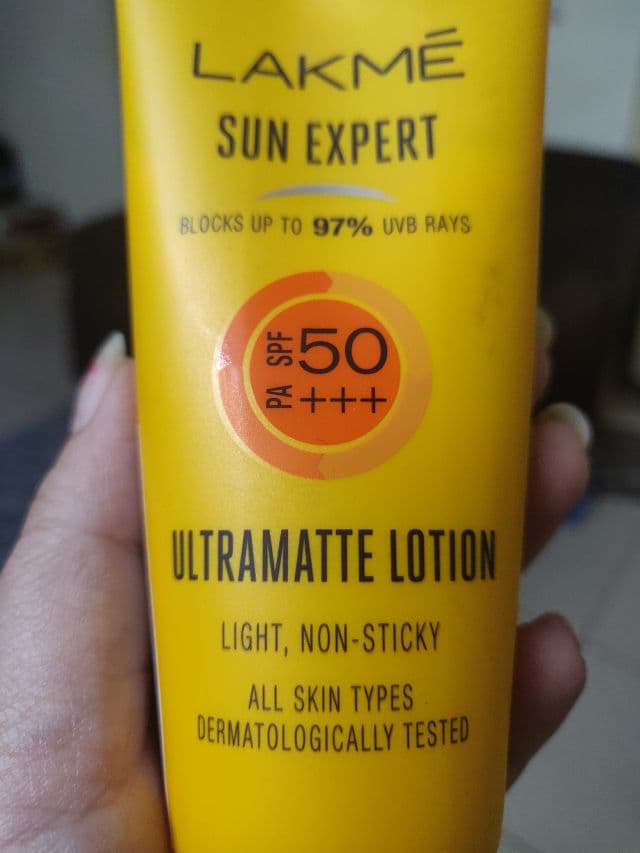 LAKMÉ
SUN EXPERT
BLOCKS UP TO 97% UVB RAYS
SPF 50
PA +++
ULTRAMATTE LOTION
LIGHT, NON-STICKY
ALL SKIN TYPES
DERMATOLOGICALLY TESTED